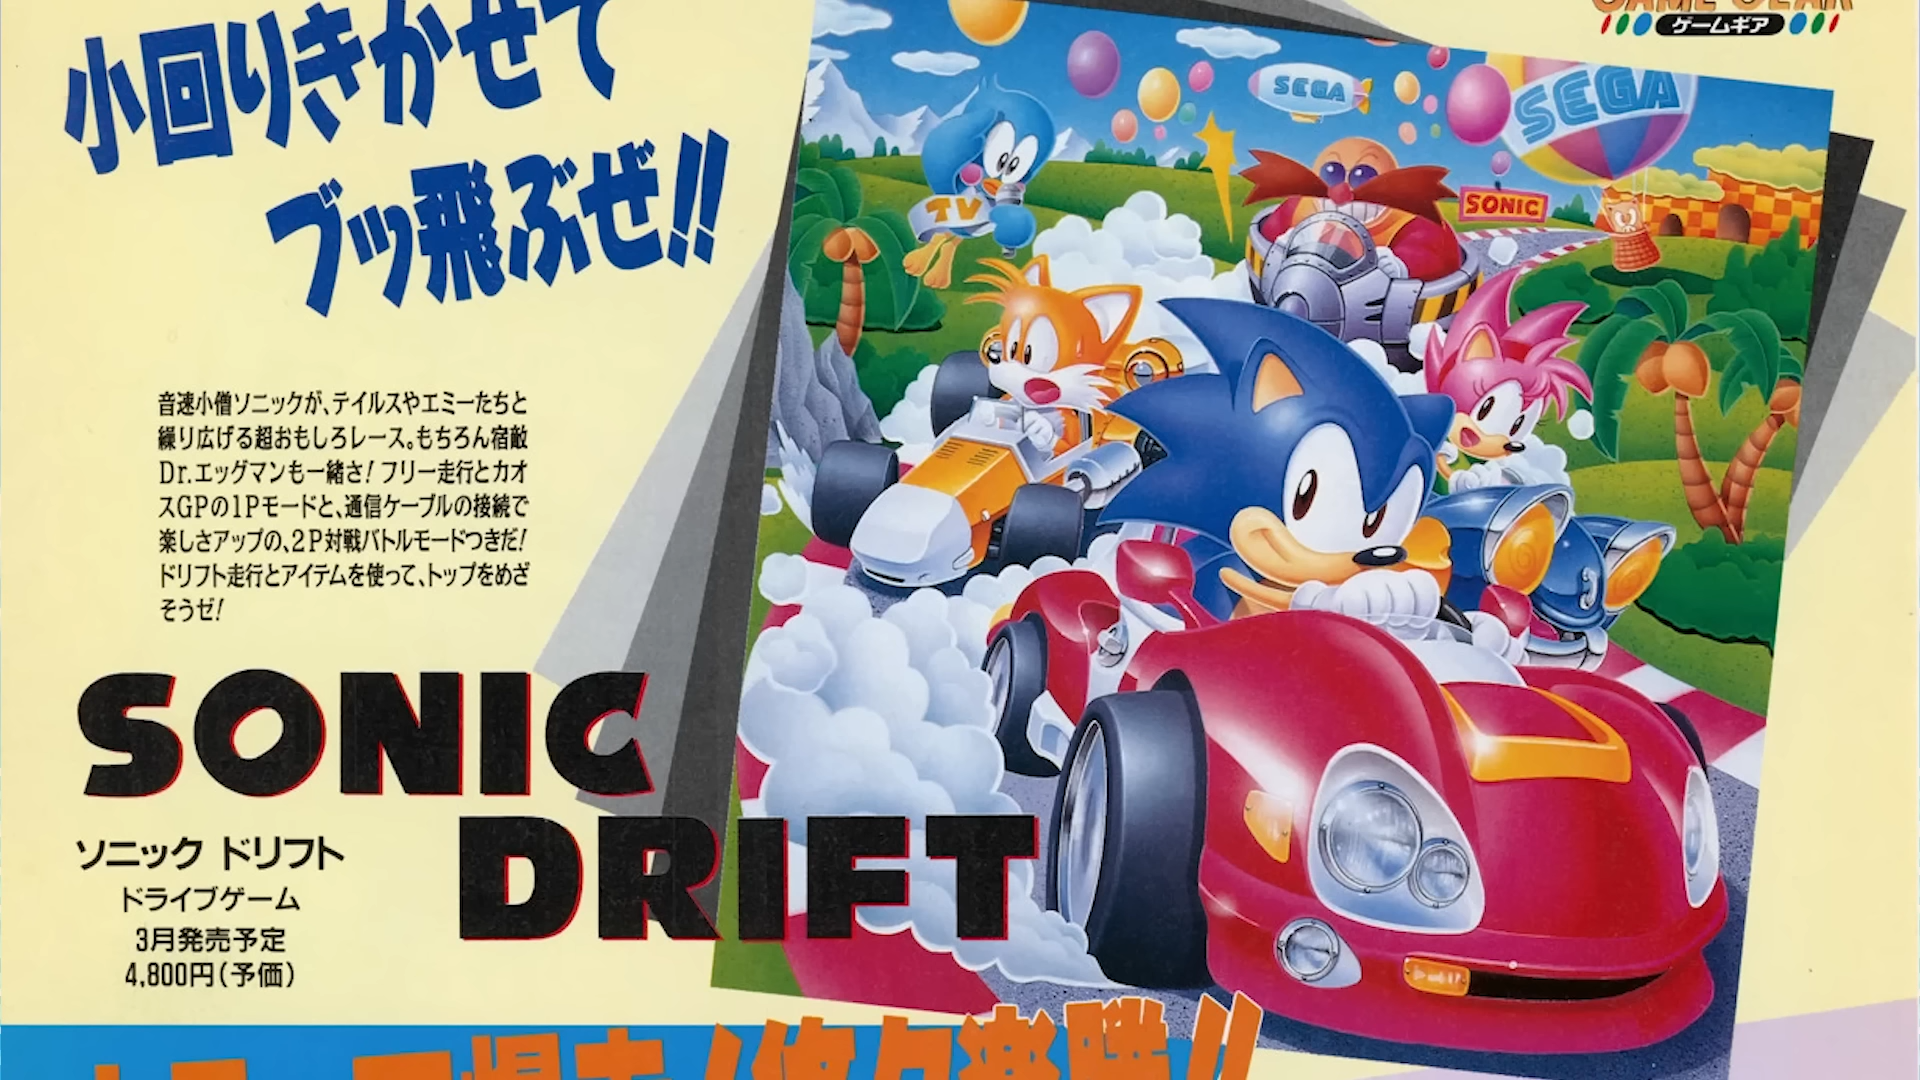 小回りきかせて
ブッ飛ぶぜ!!
ゲームギア
SEGA
SEGA
TV
SONIC
音速小僧ソニックが、テイルスやエミーたちと
繰り広げる超おもしろレース。もちろん宿敵
Dr.エッグマンも一緒さ!フリー走行とカオ
スGPの1Pモードと、通信ケーブルの接続で
楽しさアップの、2P対戦バトルモードつきだ!
ドリフト走行とアイテムを使って、トップをめざ
そうゼ!
SONIC
DRIFT
ソニック ドリフト
ドライブゲーム
3月発売予定
4,800円(予価)